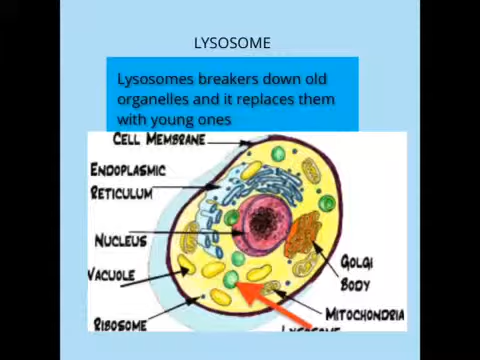 LYSOSOME
Lysosomes breakers down old
organelles and it replaces them
with young ones
CELL MEMBRANE
ENDOPLASMIC
RETICULUM
NUCLEUS
VACUOLE
RIBOSOME
GOLGI
BODY
MITOCHONDRIA
LYSOSOME